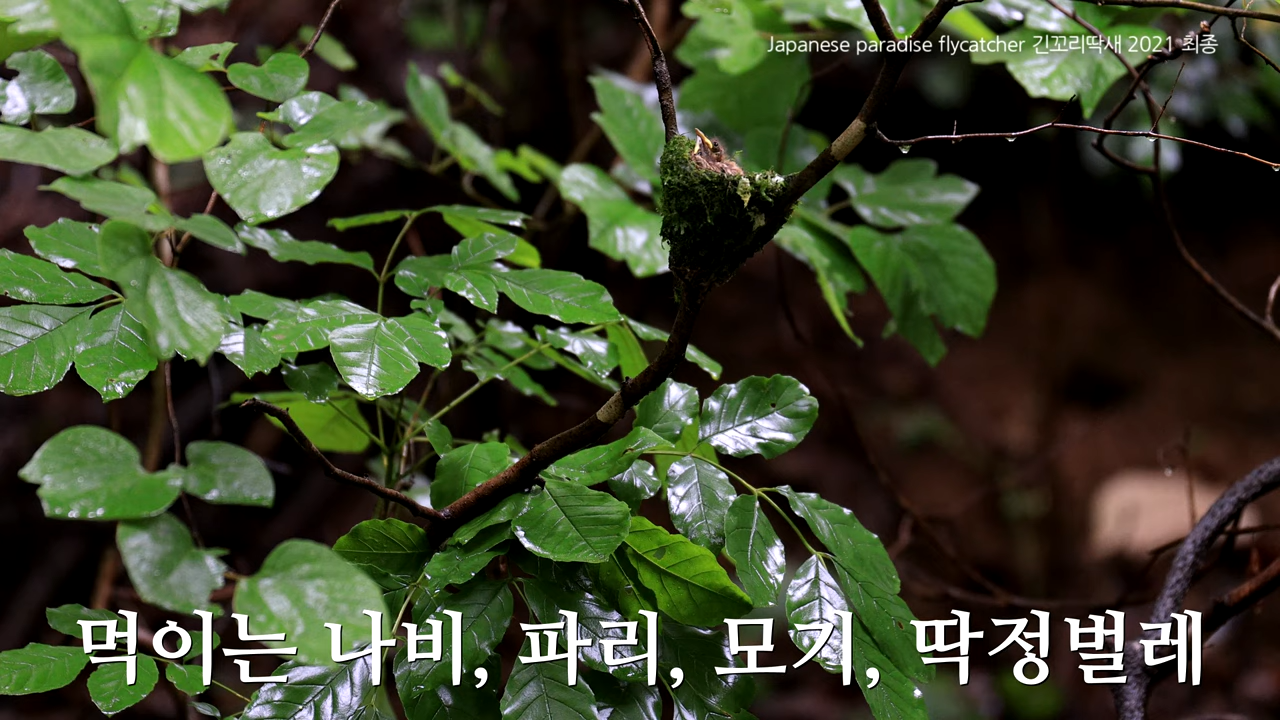 Japanese paradise flycatcher 긴꼬리딱새 2021 최종
먹이는 나비, 파리, 모기, 딱정벌레